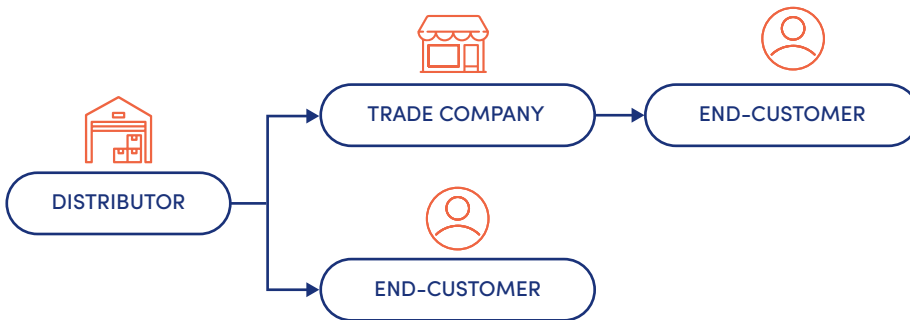 TRADE COMPANY
END-CUSTOMER
DISTRIBUTOR
END-CUSTOMER